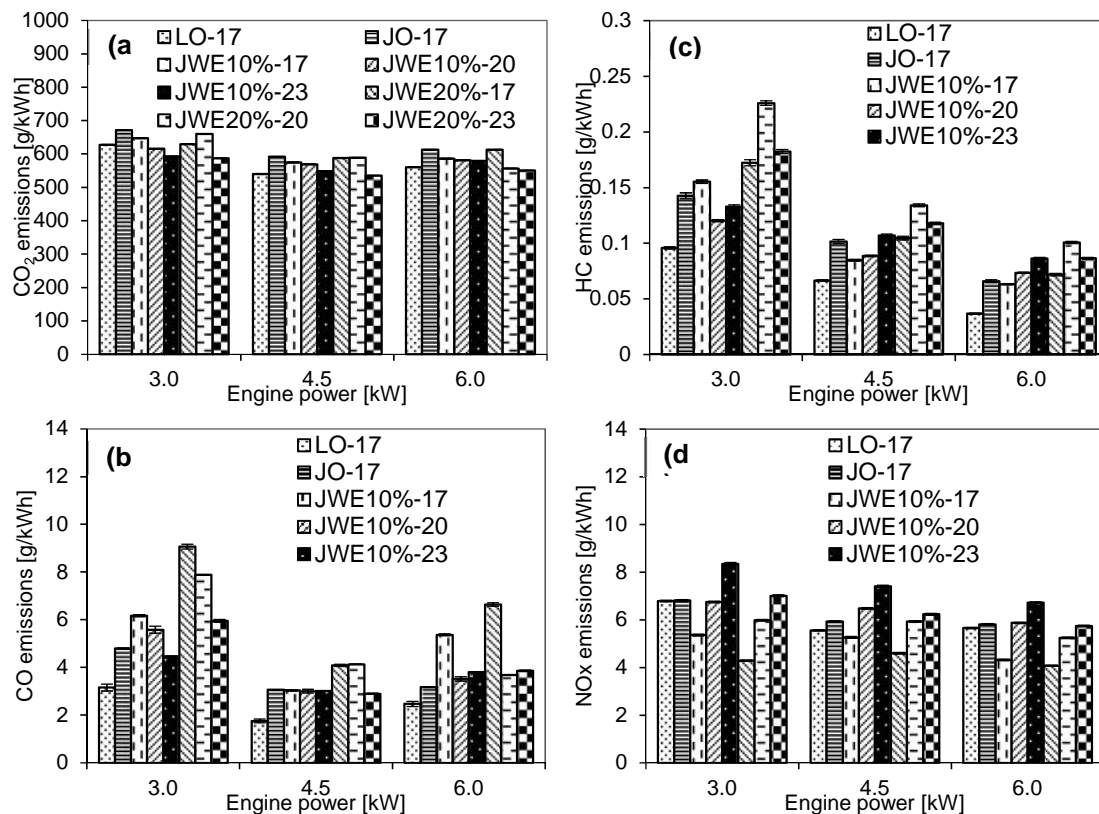 1000
900
800
700
600
500
400
300
200
100
0
CO2 emissions [g/kWh]
(a
LO-17 JO-17
JWE10%-17 JWE10%-20
JWE10%-23 JWE20%-17
JWE20%-20 JWE20%-23
3.0 4.5 6.0
Engine power [kW]
0.3
0.25
0.2
0.15
0.1
0.05
0
HC emissions [g/kWh]
(c)
LO-17
JO-17
JWE10%-17
JWE10%-20
JWE10%-23
3.0 4.5 6.0
Engine power [kW]
14
12
10
8
6
4
2
0
CO emissions [g/kWh]
(b
LO-17
JO-17
JWE10%-17
JWE10%-20
JWE10%-23
3.0 4.5 6.0
Engine power [kW]
14
12
10
8
6
4
2
0
NOx emissions [g/kWh]
(d
LO-17
JO-17
JWE10%-17
JWE10%-20
JWE10%-23
3.0 4.5 6.0
Engine power [kW]